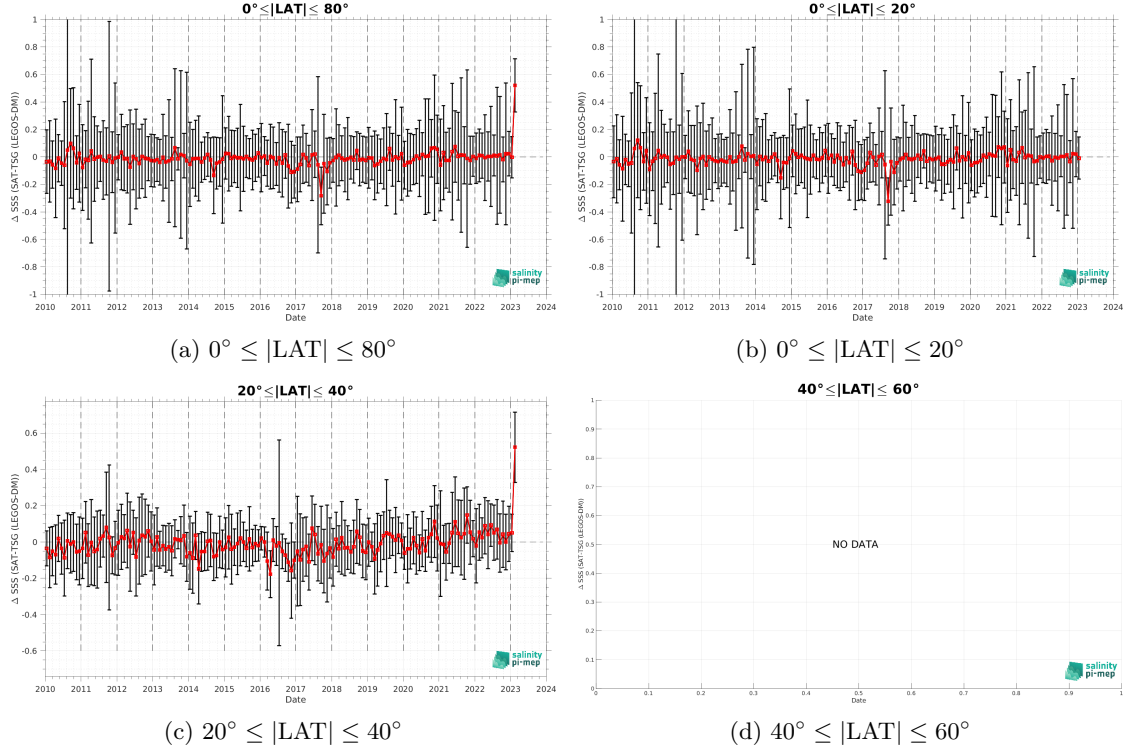 0°≤|LAT|≤ 80°
Δ SSS (SAT-TSG (LEGOS-DM))
1
0.8
0.6
0.4
0.2
0
-0.2
-0.4
-0.6
-0.8
-1
2010 2011 2012 2013 2014 2015 2016 2017 2018 2019 2020 2021 2022 2023 2024
Date
salinity
pi-mep
(a) 0° ≤ |LAT| ≤ 80°
0°≤|LAT|≤ 20°
Δ SSS (SAT-TSG (LEGOS-DM))
1
0.8
0.6
0.4
0.2
0
-0.2
-0.4
-0.6
-0.8
-1
2010 2011 2012 2013 2014 2015 2016 2017 2018 2019 2020 2021 2022 2023 2024
Date
salinity
pi-mep
(b) 0° ≤ |LAT| ≤ 20°
20°≤|LAT|≤ 40°
Δ SSS (SAT-TSG (LEGOS-DM))
0.6
0.4
0.2
0
-0.2
-0.4
-0.6
2010 2011 2012 2013 2014 2015 2016 2017 2018 2019 2020 2021 2022 2023 2024
Date
salinity
pi-mep
(c) 20° ≤ |LAT| ≤ 40°
40°≤|LAT|≤ 60°
Δ SSS (SAT-TSG (LEGOS-DM))
1
0.9
0.8
0.7
0.6
0.5
0.4
0.3
0.2
0.1
0
NO DATA
0 0.1 0.2 0.3 0.4 0.5 0.6 0.7 0.8 0.9 1
Date
salinity
pi-mep
(d) 40° ≤ |LAT| ≤ 60°